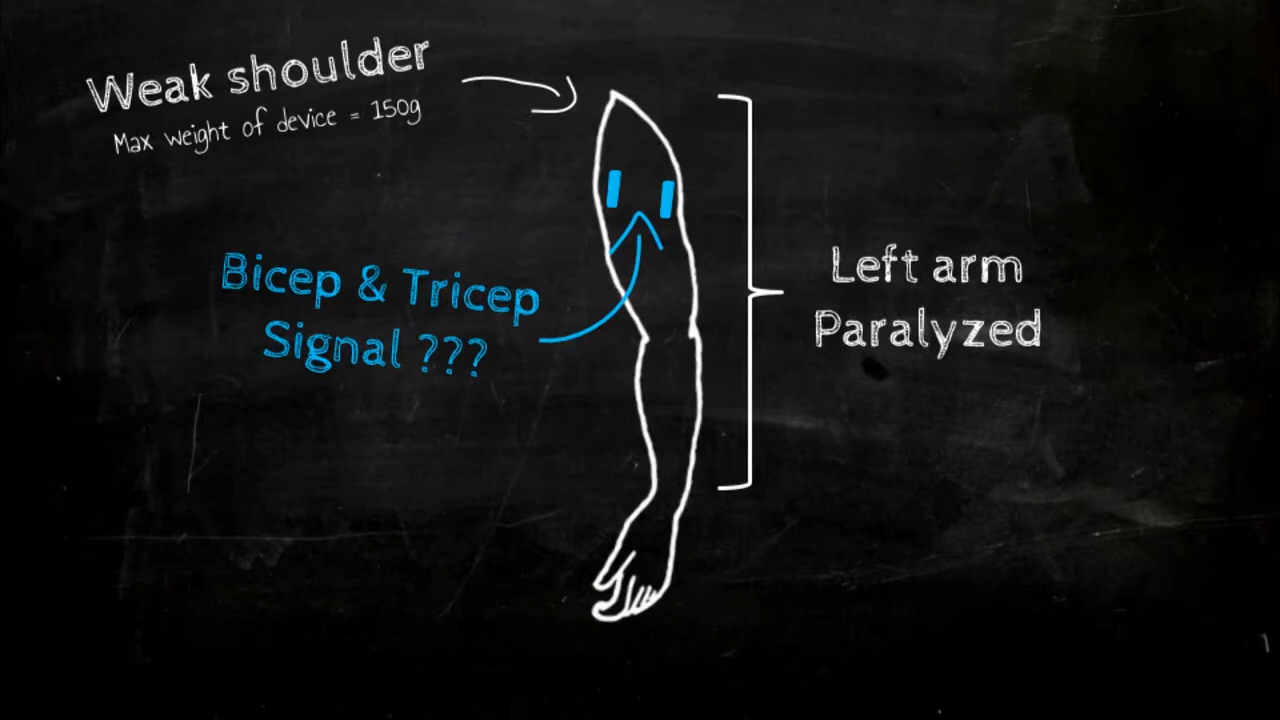 Weak shoulder
Max weight of device = 150g
Bicep & Tricep
Signal ???
Left arm
Paralyzed